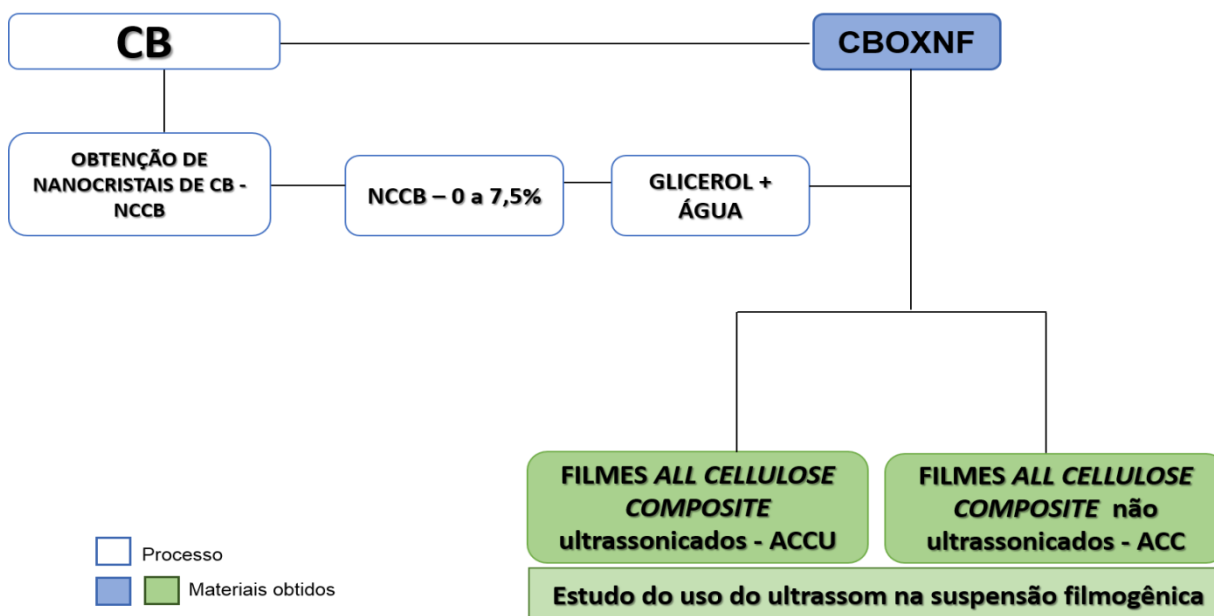 CB
CBOXNF
OBTENÇÃO DE
NANOCRISTAIS DE CB -
NCCB
NCCB – 0 a 7,5%
GLICEROL +
ÁGUA
FILMES ALL CELLULOSE
COMPOSITE
ultrassonicados - ACCU
FILMES ALL CELLULOSE
COMPOSITE não
ultrassonicados - ACC
Estudo do uso do ultrassom na suspensão filmogênica
Processo
Materiais obtidos